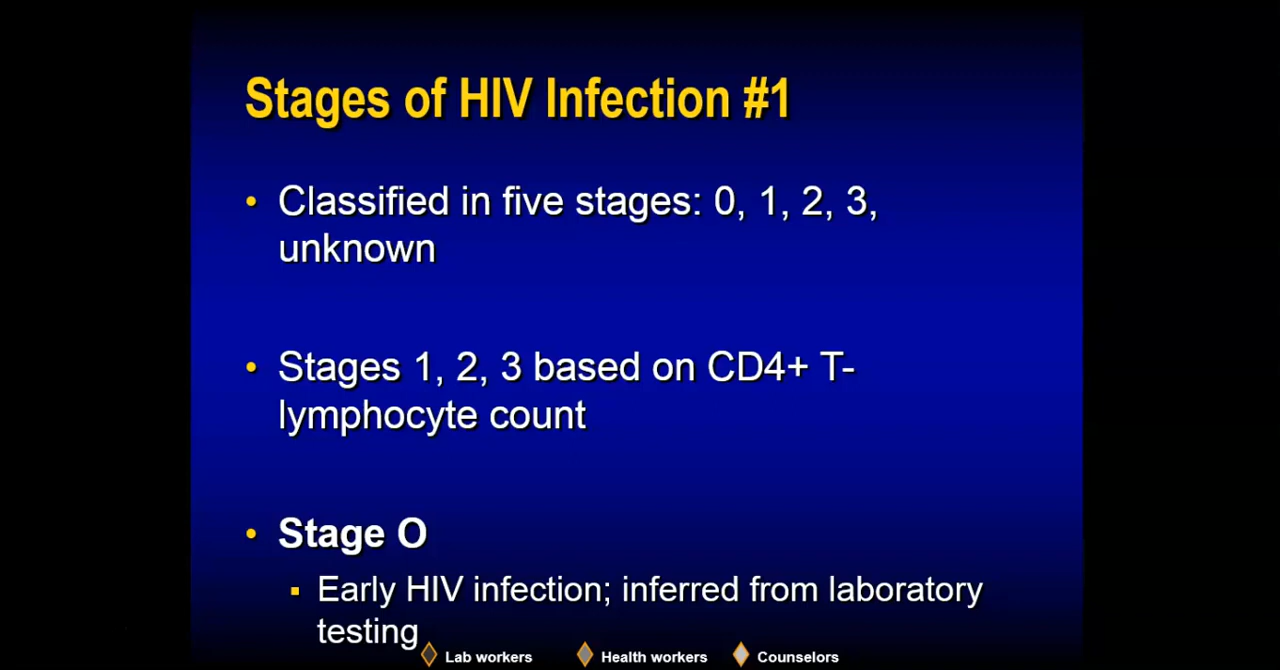 Stages of HIV Infection #1
• Classified in five stages: 0, 1, 2, 3,
unknown
• Stages 1, 2, 3 based on CD4+ T-
lymphocyte count
• Stage O
▪ Early HIV infection; inferred from laboratory
testing
Lab workers Health workers Counselors